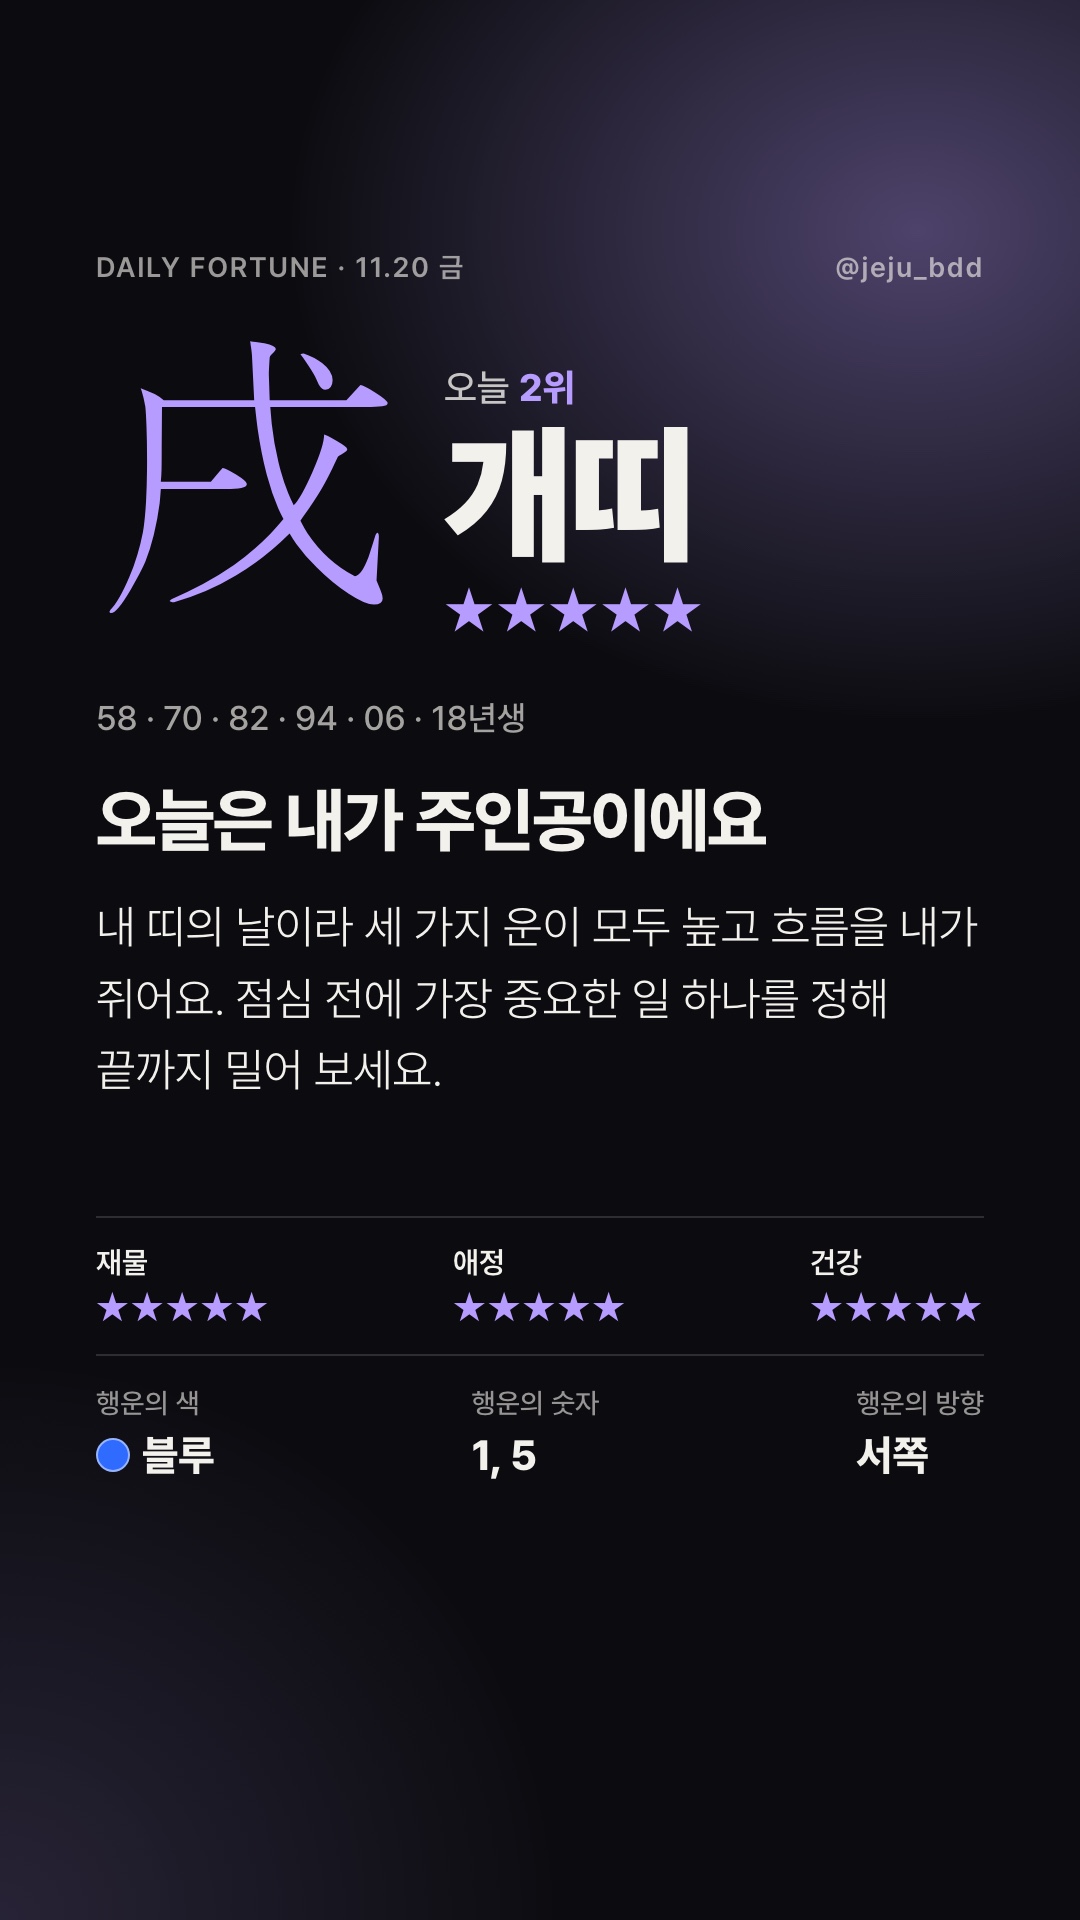 DAILY FORTUNE · 11.20 금
@jeju_bdd
戌
오늘 2위
개띠
★★★★★
58 · 70 · 82 · 94 · 06 · 18년생
오늘은 내가 주인공이에요
내 띠의 날이라 세 가지 운이 모두 높고 흐름을 내가
쥐어요. 점심 전에 가장 중요한 일 하나를 정해
끝까지 밀어 보세요.
재물 애정 건강
★★★★★ ★★★★★ ★★★★★
행운의 색 행운의 숫자 행운의 방향
블루 1, 5 서쪽